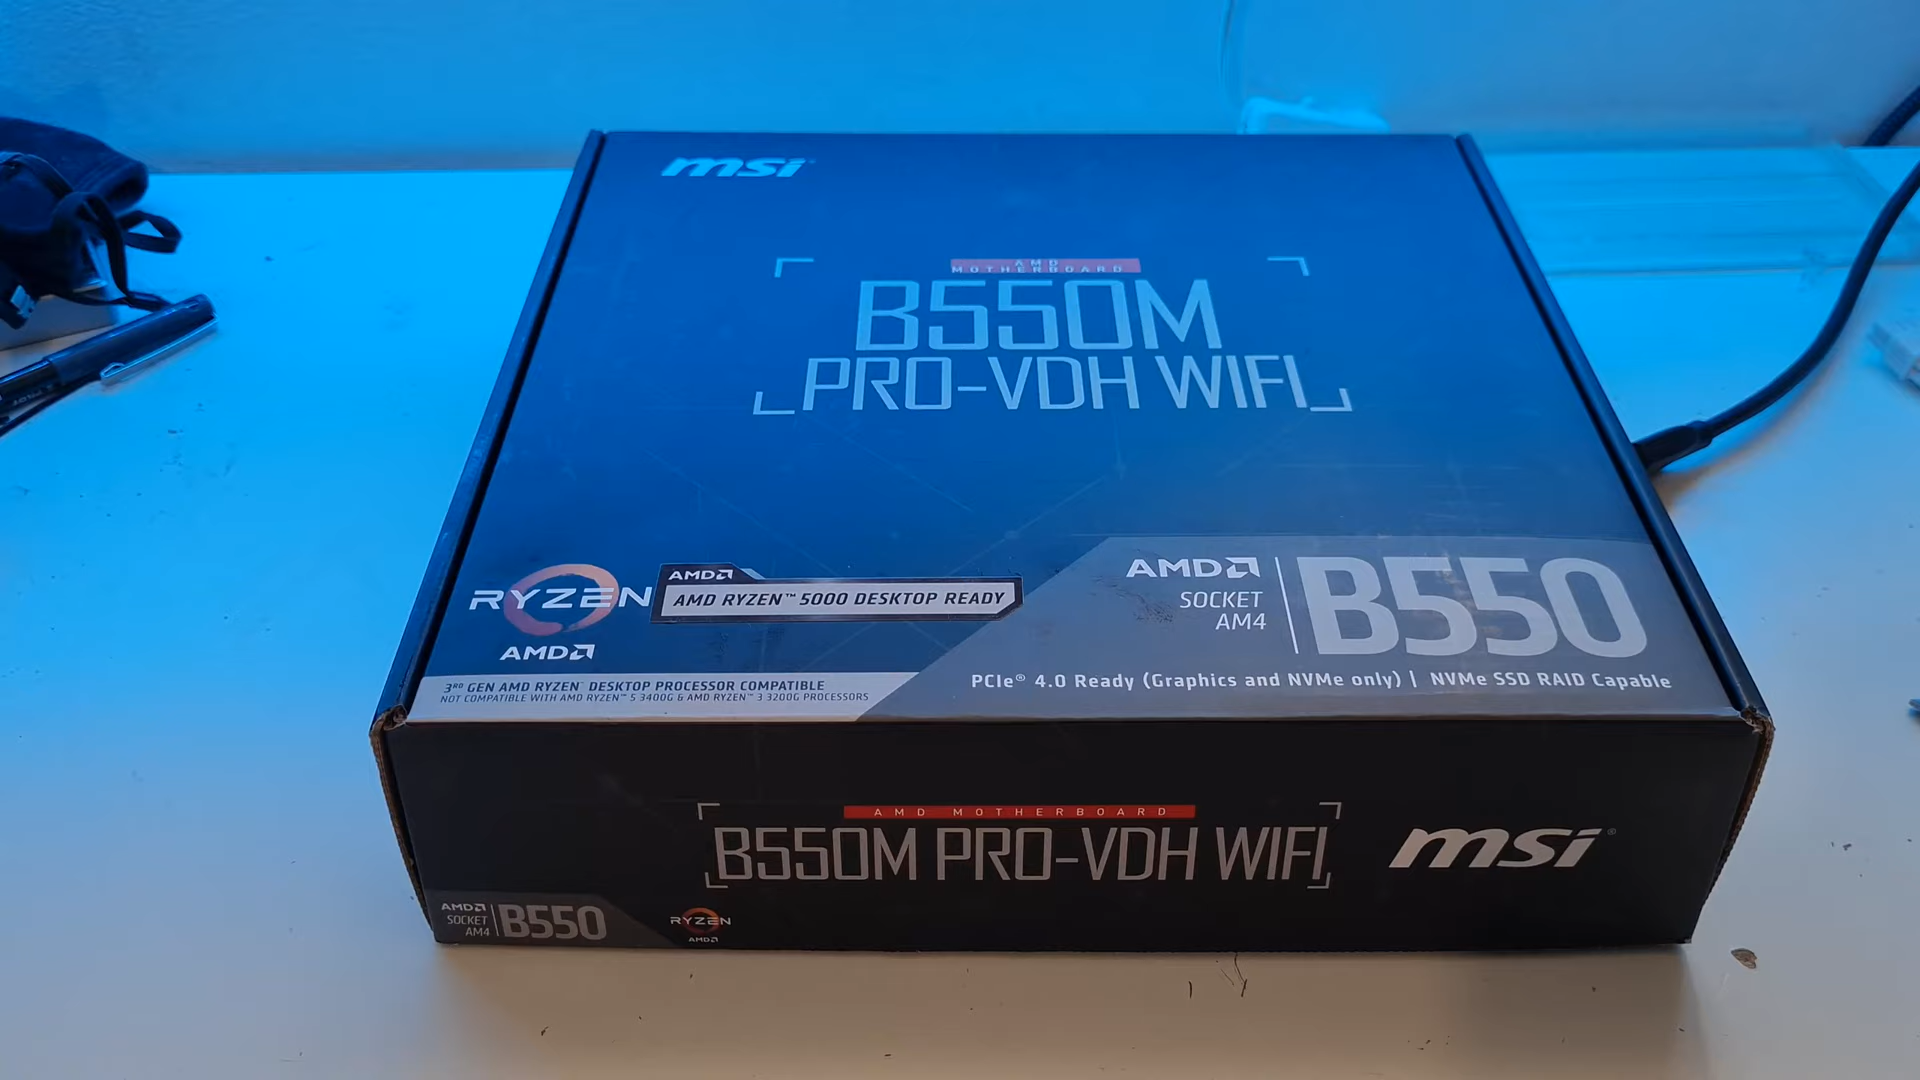 msi
AMD MOTHERBOARD
B550M
PRO-VDH WIFI
RYZEN
AMD
AMD
AMD RYZEN™ 5000 DESKTOP READY
AMD
SOCKET
AM4
B550
3RD GEN AMD RYZEN™ DESKTOP PROCESSOR COMPATIBLE
NOT COMPATIBLE WITH AMD RYZEN™ 5 3400G & AMD RYZEN™ 3 3200G PROCESSORS
PCIe® 4.0 Ready (Graphics and NVMe only) | NVMe SSD RAID Capable
AMD MOTHERBOARD
B550M PRO-VDH WIFI
msi®
AMD
SOCKET
AM4
B550
RYZEN
AMD
PILOT